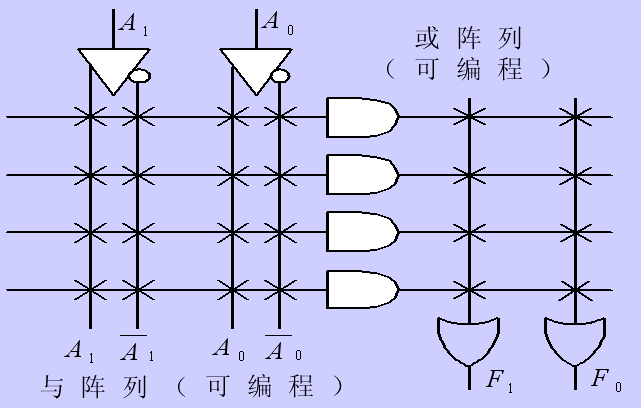 A₁ A₀
或阵列
（可编程）
A₁ A̅₁ A₀ A̅₀
F₁ F₀
与阵列（可编程）